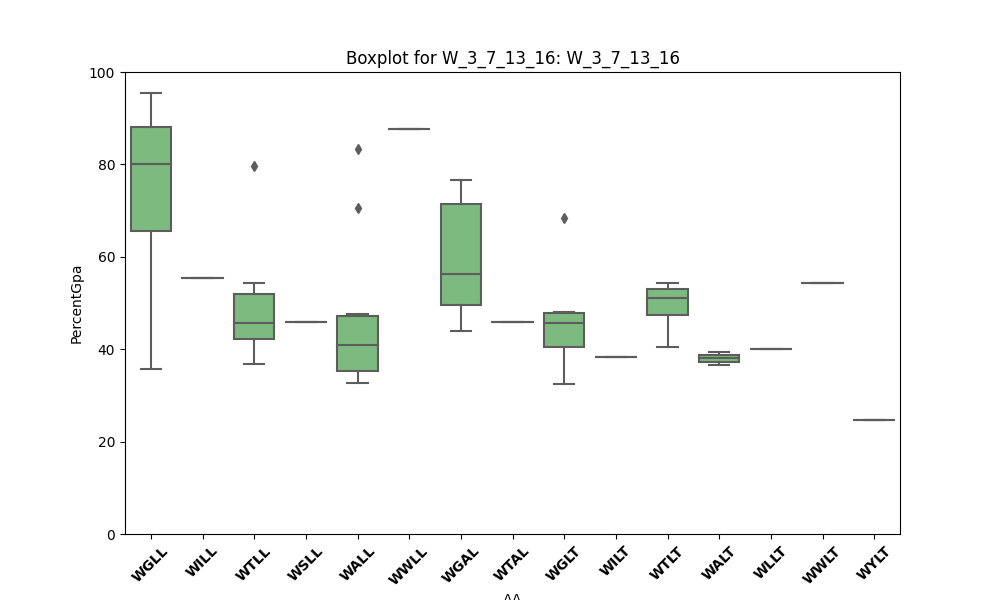 Boxplot for W_3_7_13_16: W_3_7_13_16
100
80
60
40
20
0
PercentGpa
WGLL WILL WTLL WSLL WALL WWLL WGAL WTAL WGLT WILT WTLT WALT WLLT WWLT WYLT